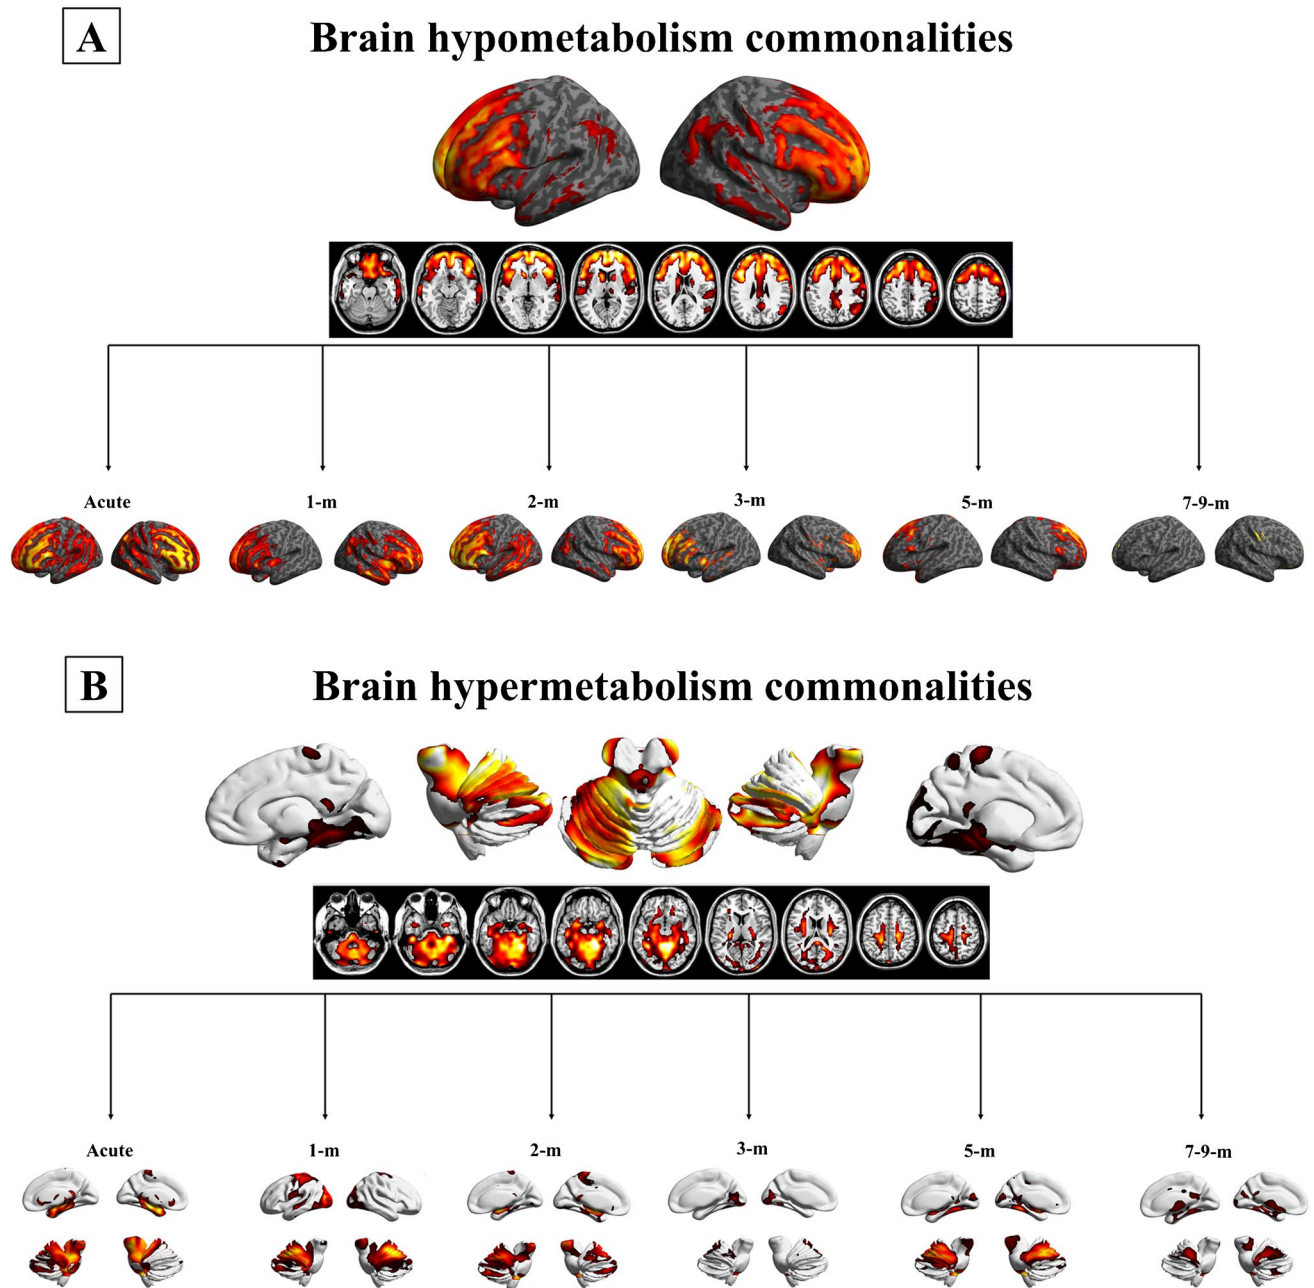 A
Brain hypometabolism commonalities
Acute 1-m 2-m 3-m 5-m 7-9-m
B
Brain hypermetabolism commonalities
Acute 1-m 2-m 3-m 5-m 7-9-m